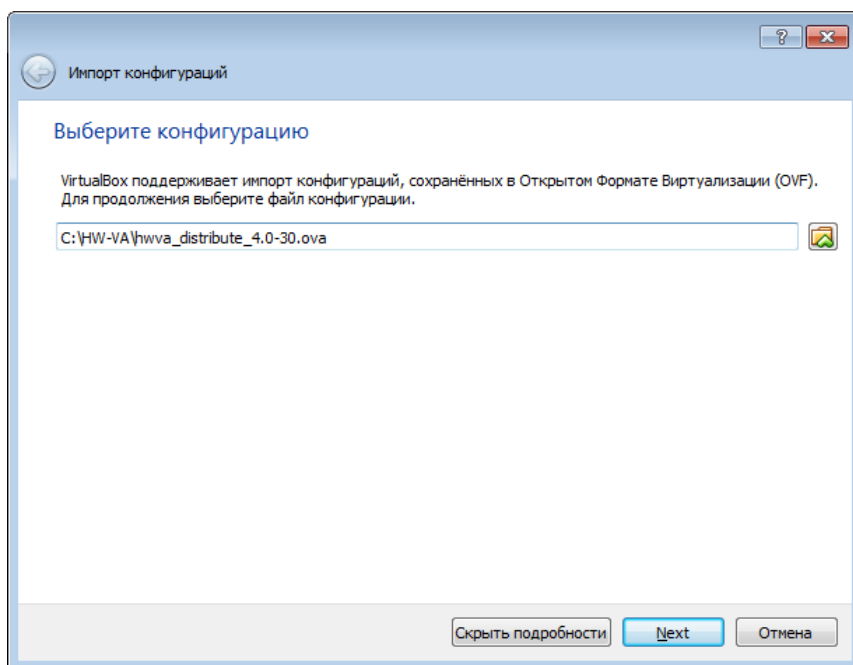 Импорт конфигураций
Выберите конфигурацию
VirtualBox поддерживает импорт конфигураций, сохранённых в Открытом Формате Виртуализации (OVF).
Для продолжения выберите файл конфигурации.
C:\HW-VA\hwva_distribute_4.0-30.ova
Скрыть подробности Next Отмена